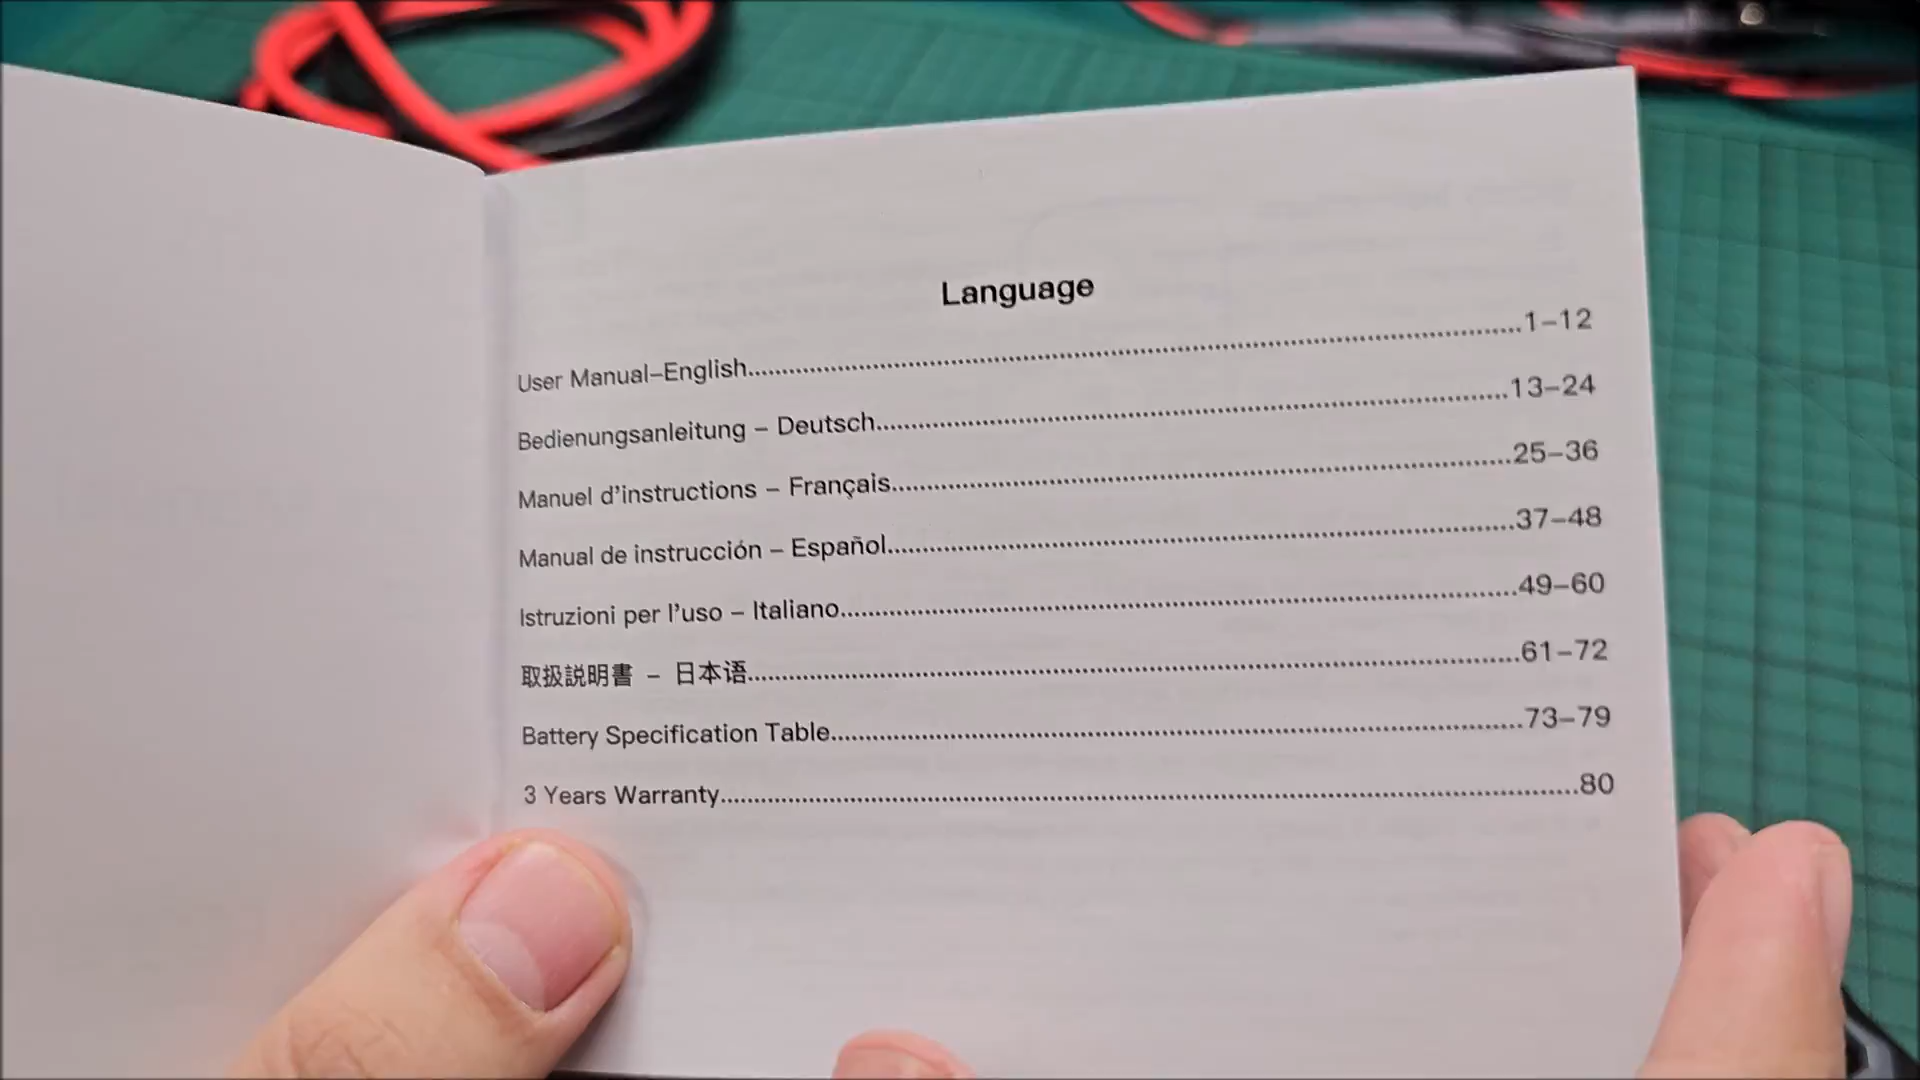 Language
User Manual–English........1–12
Bedienungsanleitung – Deutsch........13–24
Manuel d'instructions – Français........25–36
Manual de instrucción – Español........37–48
Istruzioni per l'uso – Italiano........49–60
取扱説明書 – 日本语........61–72
Battery Specification Table........73–79
3 Years Warranty........80